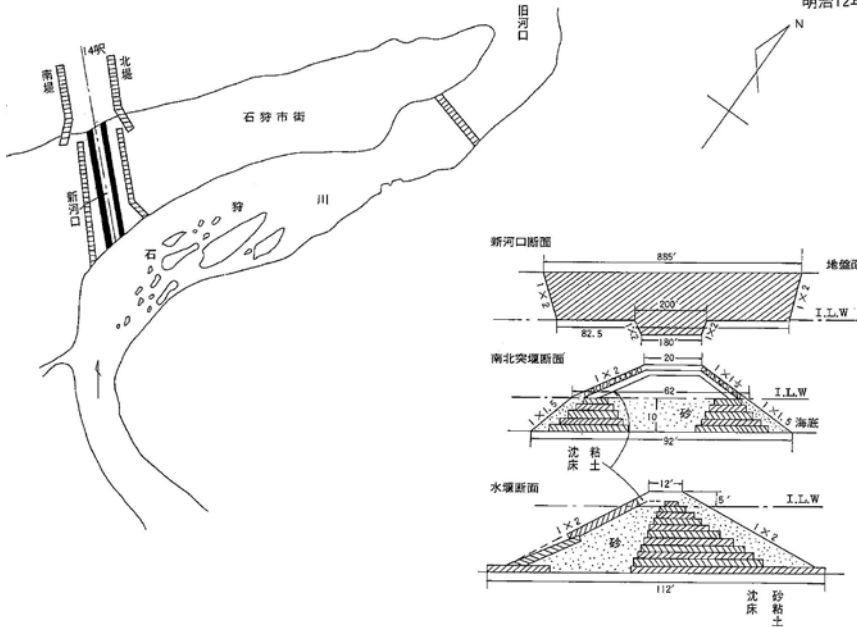 明治12
N
旧河口
14呎
南堤
北堤
石狩市街
新河口
石狩川
新河口断面
885'
地盤
1×2
1×2
200'
I.L.W
82.5
1×2
1×2
180'
南北突堰断面
20
1×2
1×1½
62
I.L.W
1×1.5
砂
10
1×1.5
海底
92'
沈床
粘土
水堰断面
12'
5'
I.L.W
1×2
砂
1×2
112'
沈床
砂粘土